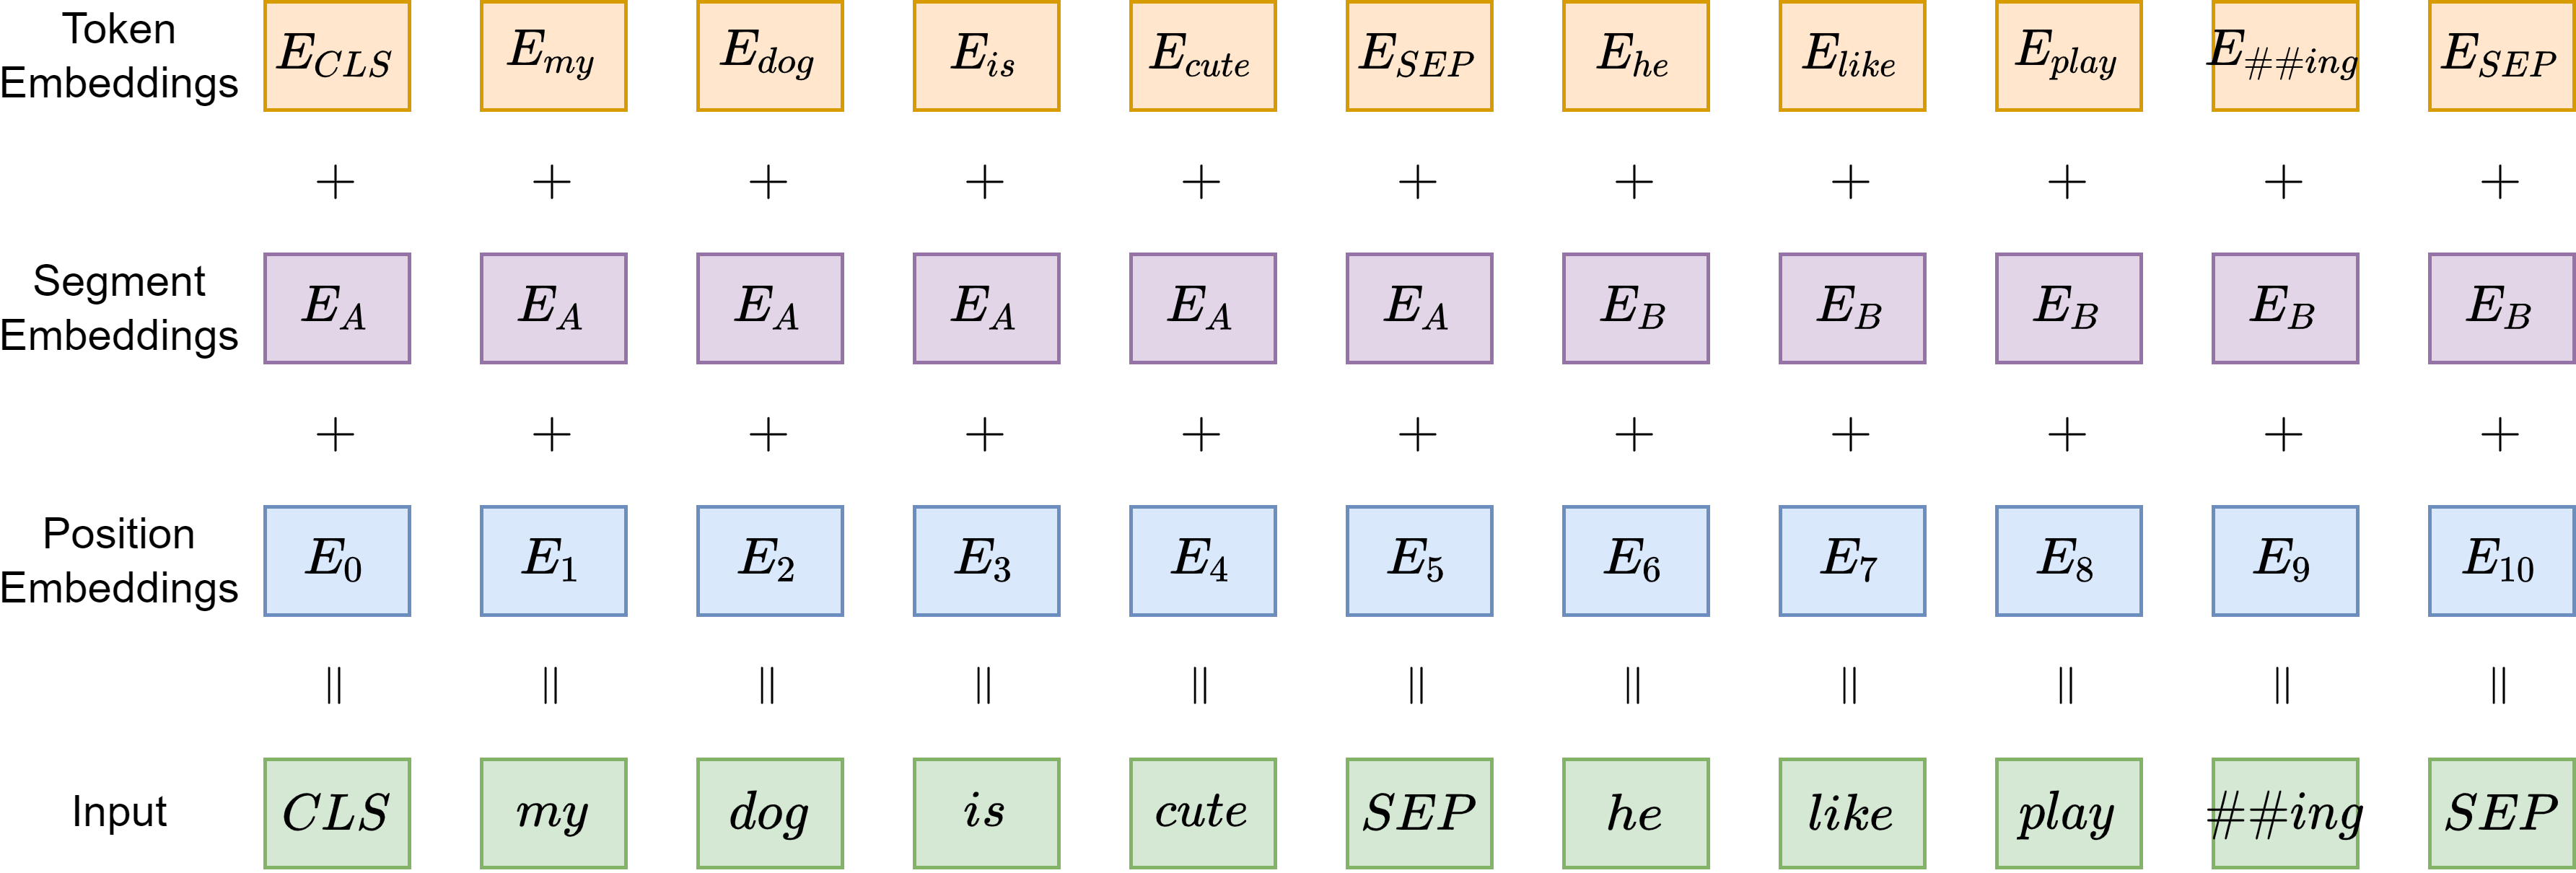 Token
Embeddings
E_{CLS} E_{my} E_{dog} E_{is} E_{cute} E_{SEP} E_{he} E_{like} E_{play} E_{##ing} E_{SEP}
+ + + + + + + + + + +
Segment
Embeddings
E_A E_A E_A E_A E_A E_A E_B E_B E_B E_B E_B
+ + + + + + + + + + +
Position
Embeddings
E_0 E_1 E_2 E_3 E_4 E_5 E_6 E_7 E_8 E_9 E_{10}
|| || || || || || || || || || ||
Input
CLS my dog is cute SEP he like play ##ing SEP